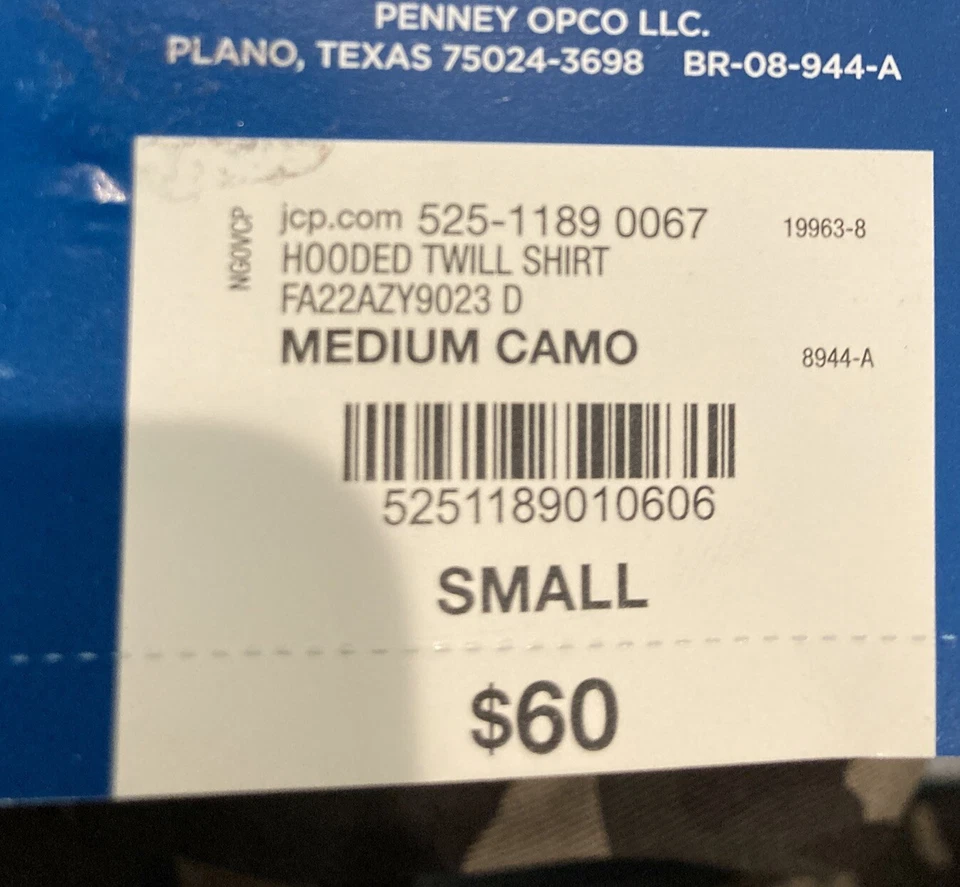 PENNEY OPCO LLC.
PLANO, TEXAS 75024-3698 BR-08-944-A
NG0VCP
jcp.com 525-1189 0067 19963-8
HOODED TWILL SHIRT
FA22AZY9023 D
MEDIUM CAMO 8944-A
5251189010606
SMALL
$60